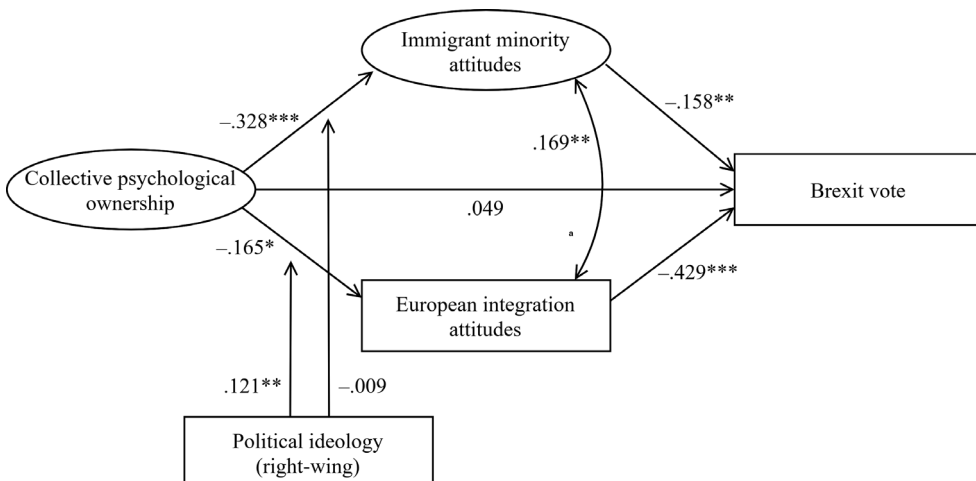 Immigrant minority
attitudes
–.328***
–.158**
.169**
Collective psychological
ownership
Brexit vote
.049
a
–.165*
–.429***
European integration
attitudes
.121**
–.009
Political ideology
(right-wing)